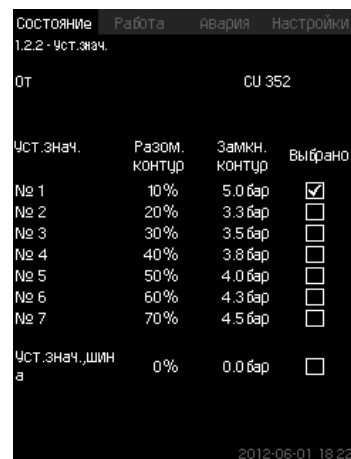 Состояние Работа Авария Настройки
1.2.2 - Уст.знач.
От CU 352
Уст.знач. Разом. контур Замкн. контур Выбрано
№ 1 10% 5.0 бар
№ 2 20% 3.3 бар
№ 3 30% 3.5 бар
№ 4 40% 3.8 бар
№ 5 50% 4.0 бар
№ 6 60% 4.3 бар
№ 7 70% 4.5 бар
Уст.знач.,шин
а 0% 0.0 бар
2012-06-01 18:22